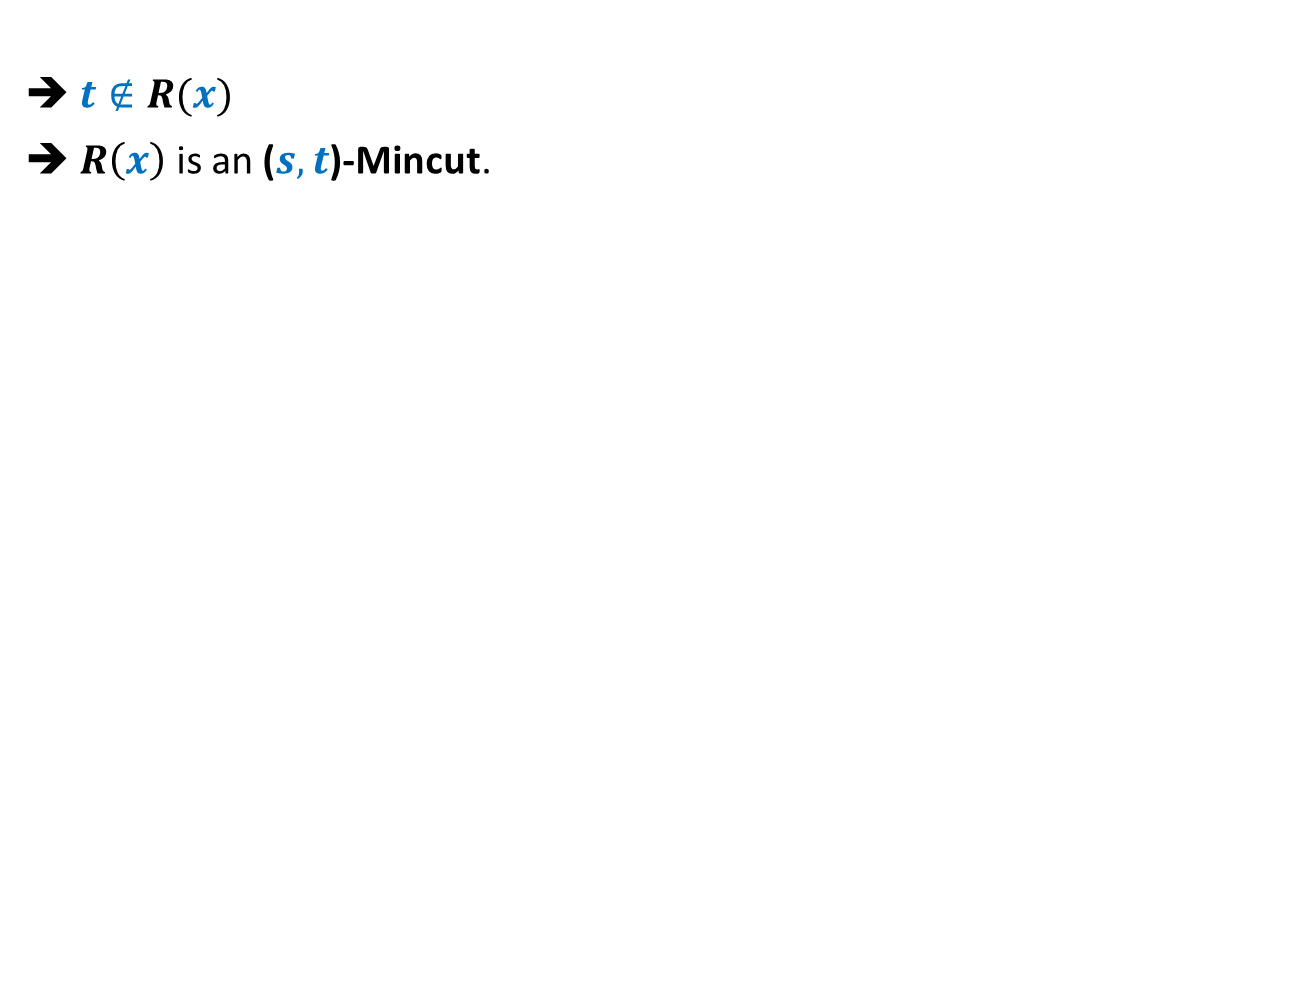 ➔ t ∉ R(x)
➔ R(x) is an (s, t)-Mincut.